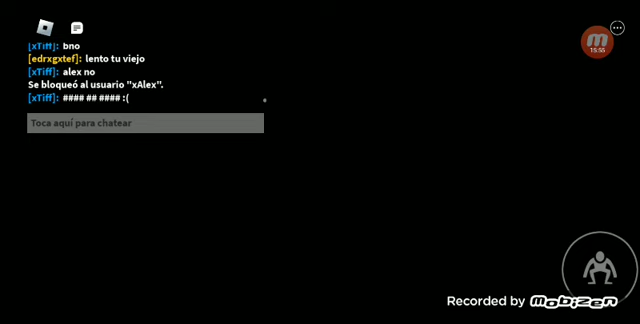 [xTiff]: bno
[edrxgxtef]: lento tu viejo
[xTiff]: alex no
Se bloqueó al usuario "xAlex".
[xTiff]: #### ## #### :(
Toca aquí para chatear
15:55
Recorded by Mobizen